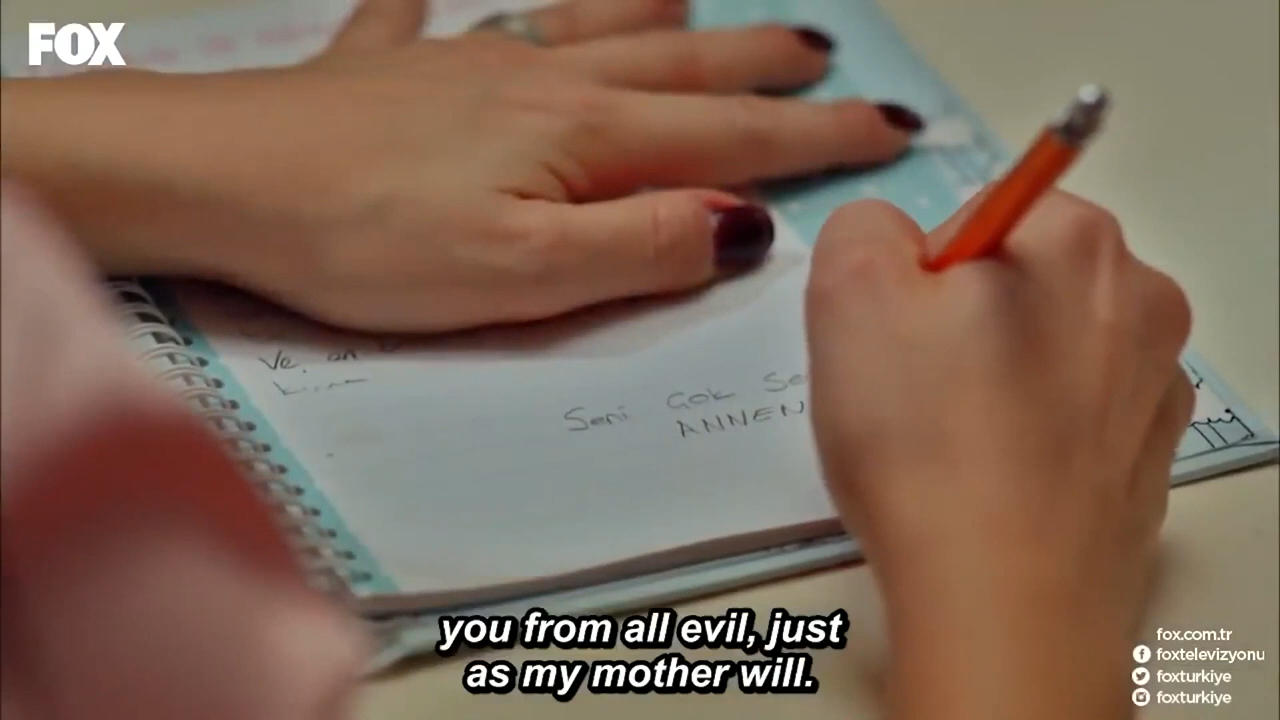 FOX
Ve
Seni Çok Se
ANNEN
you from all evil, just
as my mother will.
fox.com.tr
foxtelevizyonu
foxturkiye
foxturkiye